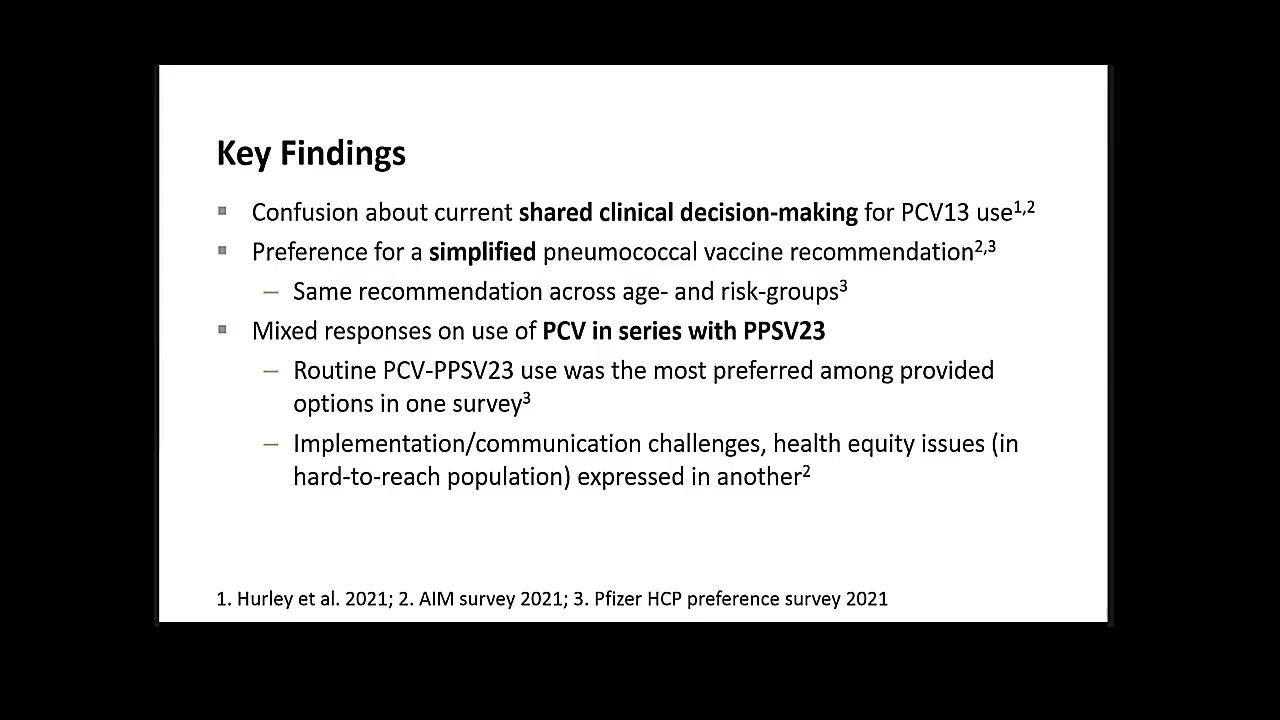 Key Findings
▪ Confusion about current shared clinical decision-making for PCV13 use1,2
▪ Preference for a simplified pneumococcal vaccine recommendation2,3
– Same recommendation across age- and risk-groups3
▪ Mixed responses on use of PCV in series with PPSV23
– Routine PCV-PPSV23 use was the most preferred among provided
options in one survey3
– Implementation/communication challenges, health equity issues (in
hard-to-reach population) expressed in another2
1. Hurley et al. 2021; 2. AIM survey 2021; 3. Pfizer HCP preference survey 2021